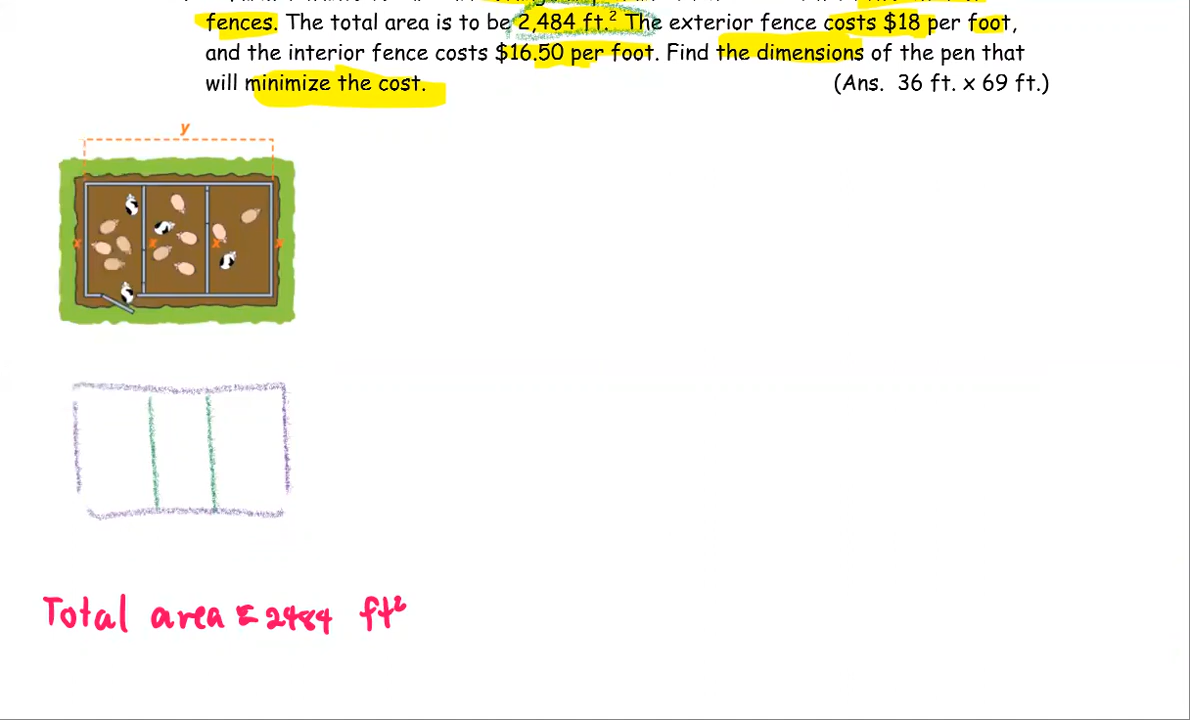 fences. The total area is to be 2,484 ft.² The exterior fence costs $18 per foot,
and the interior fence costs $16.50 per foot. Find the dimensions of the pen that
will minimize the cost. (Ans. 36 ft. x 69 ft.)
y
x x x x
Total area = 2484 ft²